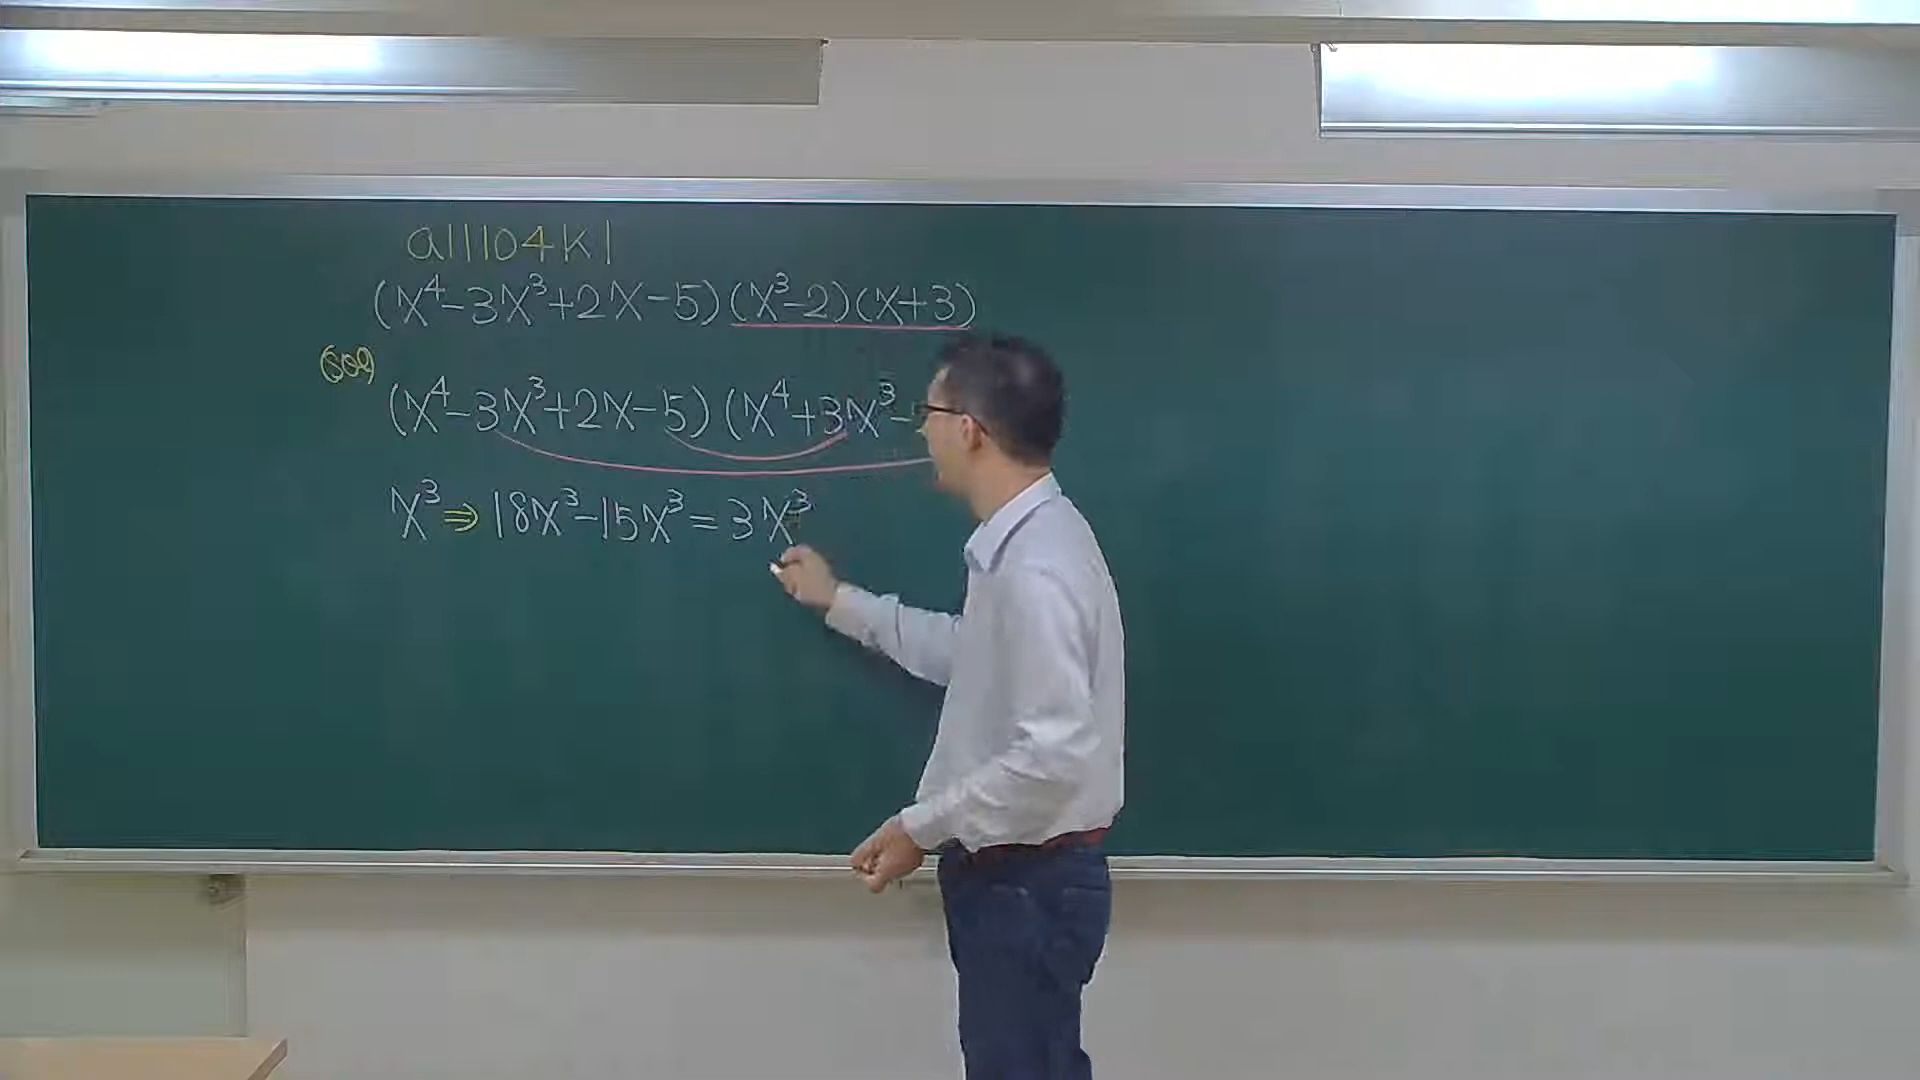 a11104k1
(x⁴-3x³+2x-5)(x³-2)(x+3)
(sol)
(x⁴-3x³+2x-5)(x⁴+3x³-
x³⇒18x³-15x³=3x³